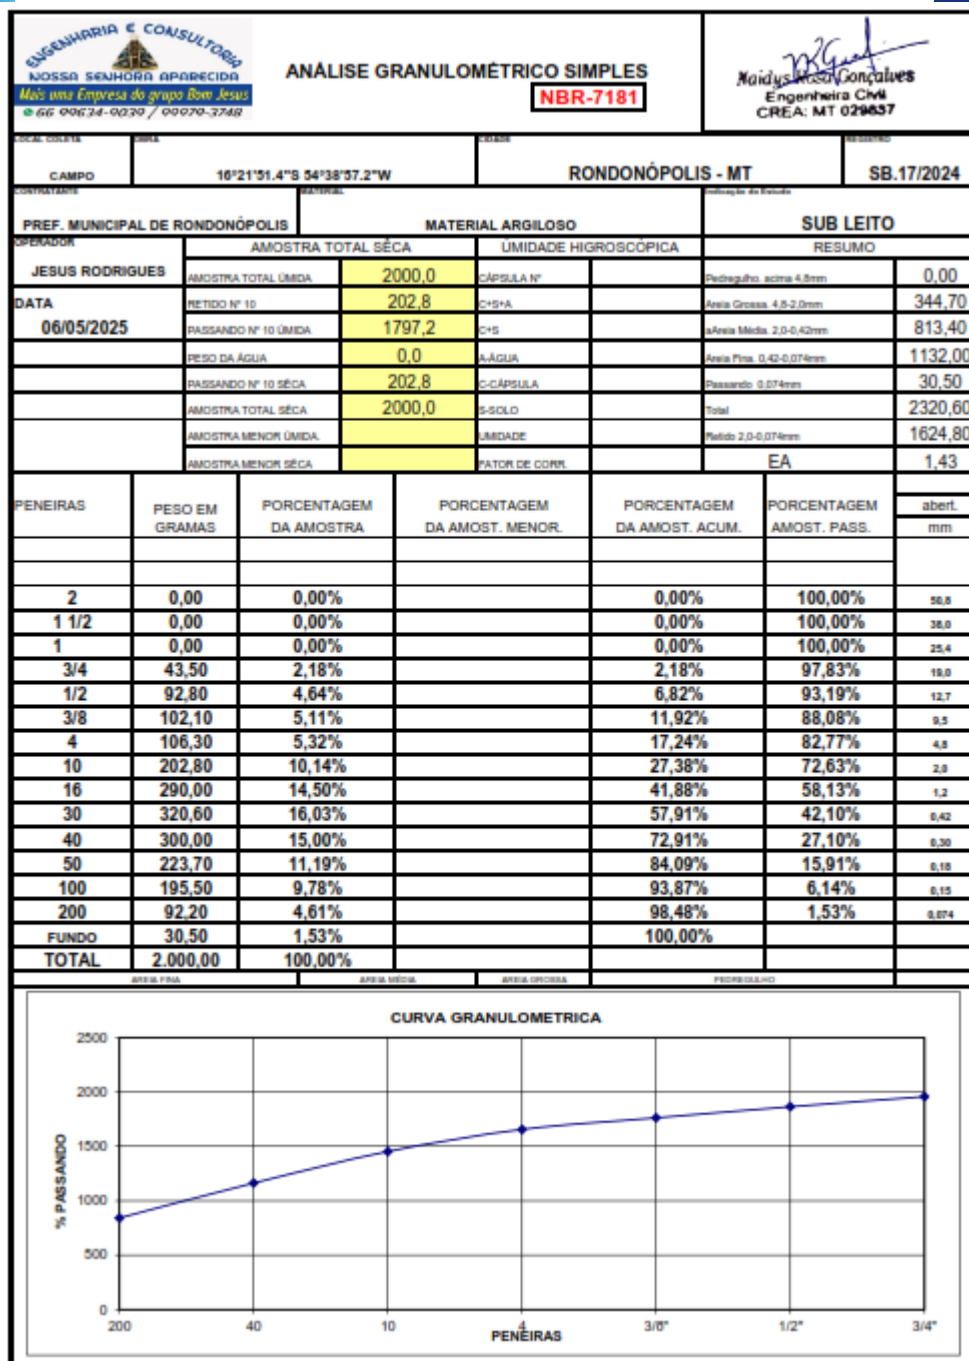 ENGENHARIA E CONSULTORIA
NOSSA SENHORA APARECIDA
Mais uma Empresa do grupo Bom Jesus
66 99634-9039 / 99979-3748
ANÁLISE GRANULOMÉTRICO SIMPLES
NBR-7181
Naidys Rosa Gonçalves
Engenheira Civil
CREA: MT 029837
LOCAL COLETA OBRA CIDADE REGISTRO
CAMPO 16°21'51.4"S 54°38'57.2"W RONDONÓPOLIS - MT SB.17/2024
CONTRATANTE MATERIAL Indicação do Estudo
PREF. MUNICIPAL DE RONDONÓPOLIS MATERIAL ARGILOSO SUB LEITO
OPERADOR AMOSTRA TOTAL SÊCA ÚMIDADE HIGROSCÓPICA RESUMO
JESUS RODRIGUES AMOSTRA TOTAL ÚMIDA 2000,0 CÁPSULA N° Pedregulho. acima 4,8mm 0,00
DATA RETIDO N° 10 202,8 C+S+A Areia Grossa. 4,8-2,0mm 344,70
06/05/2025 PASSANDO N° 10 ÚMIDA 1797,2 C+S aAreia Média. 2,0-0,42mm 813,40
PESO DA ÁGUA 0,0 A-ÁGUA Areia Fina. 0,42-0,074mm 1132,00
PASSANDO N° 10 SÊCA 202,8 C-CÁPSULA Passando 0,074mm 30,50
AMOSTRA TOTAL SÊCA 2000,0 S-SOLO Total 2320,60
AMOSTRA MENOR ÚMIDA. UMIDADE Retido 2,0-0,074mm 1624,80
AMOSTRA MENOR SÊCA FATOR DE CORR. EA 1,43
PENEIRAS PESO EM PORCENTAGEM PORCENTAGEM PORCENTAGEM PORCENTAGEM abert.
GRAMAS DA AMOSTRA DA AMOST. MENOR. DA AMOST. ACUM. AMOST. PASS. mm
2 0,00 0,00% 0,00% 100,00% 50,8
1 1/2 0,00 0,00% 0,00% 100,00% 38,0
1 0,00 0,00% 0,00% 100,00% 25,4
3/4 43,50 2,18% 2,18% 97,83% 19,0
1/2 92,80 4,64% 6,82% 93,19% 12,7
3/8 102,10 5,11% 11,92% 88,08% 9,5
4 106,30 5,32% 17,24% 82,77% 4,8
10 202,80 10,14% 27,38% 72,63% 2,0
16 290,00 14,50% 41,88% 58,13% 1,2
30 320,60 16,03% 57,91% 42,10% 0,42
40 300,00 15,00% 72,91% 27,10% 0,30
50 223,70 11,19% 84,09% 15,91% 0,18
100 195,50 9,78% 93,87% 6,14% 0,15
200 92,20 4,61% 98,48% 1,53% 0,074
FUNDO 30,50 1,53% 100,00%
TOTAL 2.000,00 100,00%
AREIA FINA AREIA MÉDIA AREIA GROSSA PEDREGULHO
CURVA GRANULOMETRICA
% PASSANDO
2500
2000
1500
1000
500
0
200 40 10 4 3/8" 1/2" 3/4"
PENEIRAS